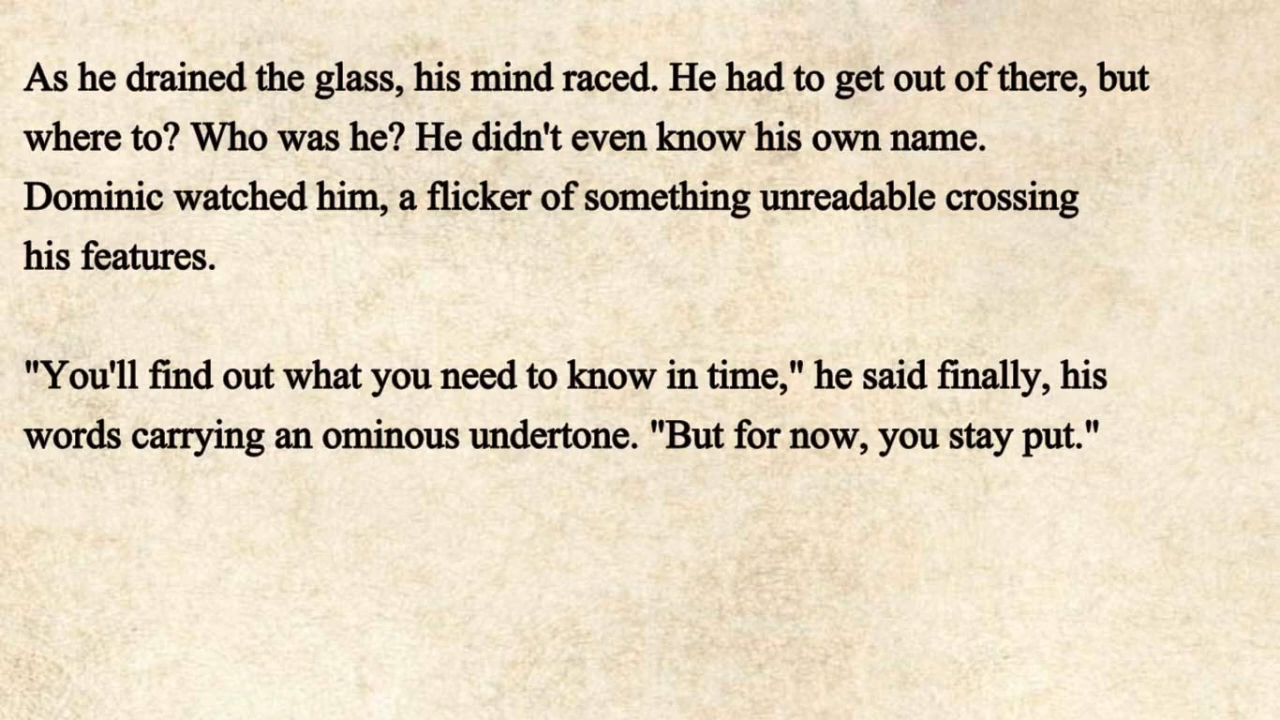 As he drained the glass, his mind raced. He had to get out of there, but
where to? Who was he? He didn't even know his own name.
Dominic watched him, a flicker of something unreadable crossing
his features.
"You'll find out what you need to know in time," he said finally, his
words carrying an ominous undertone. "But for now, you stay put."